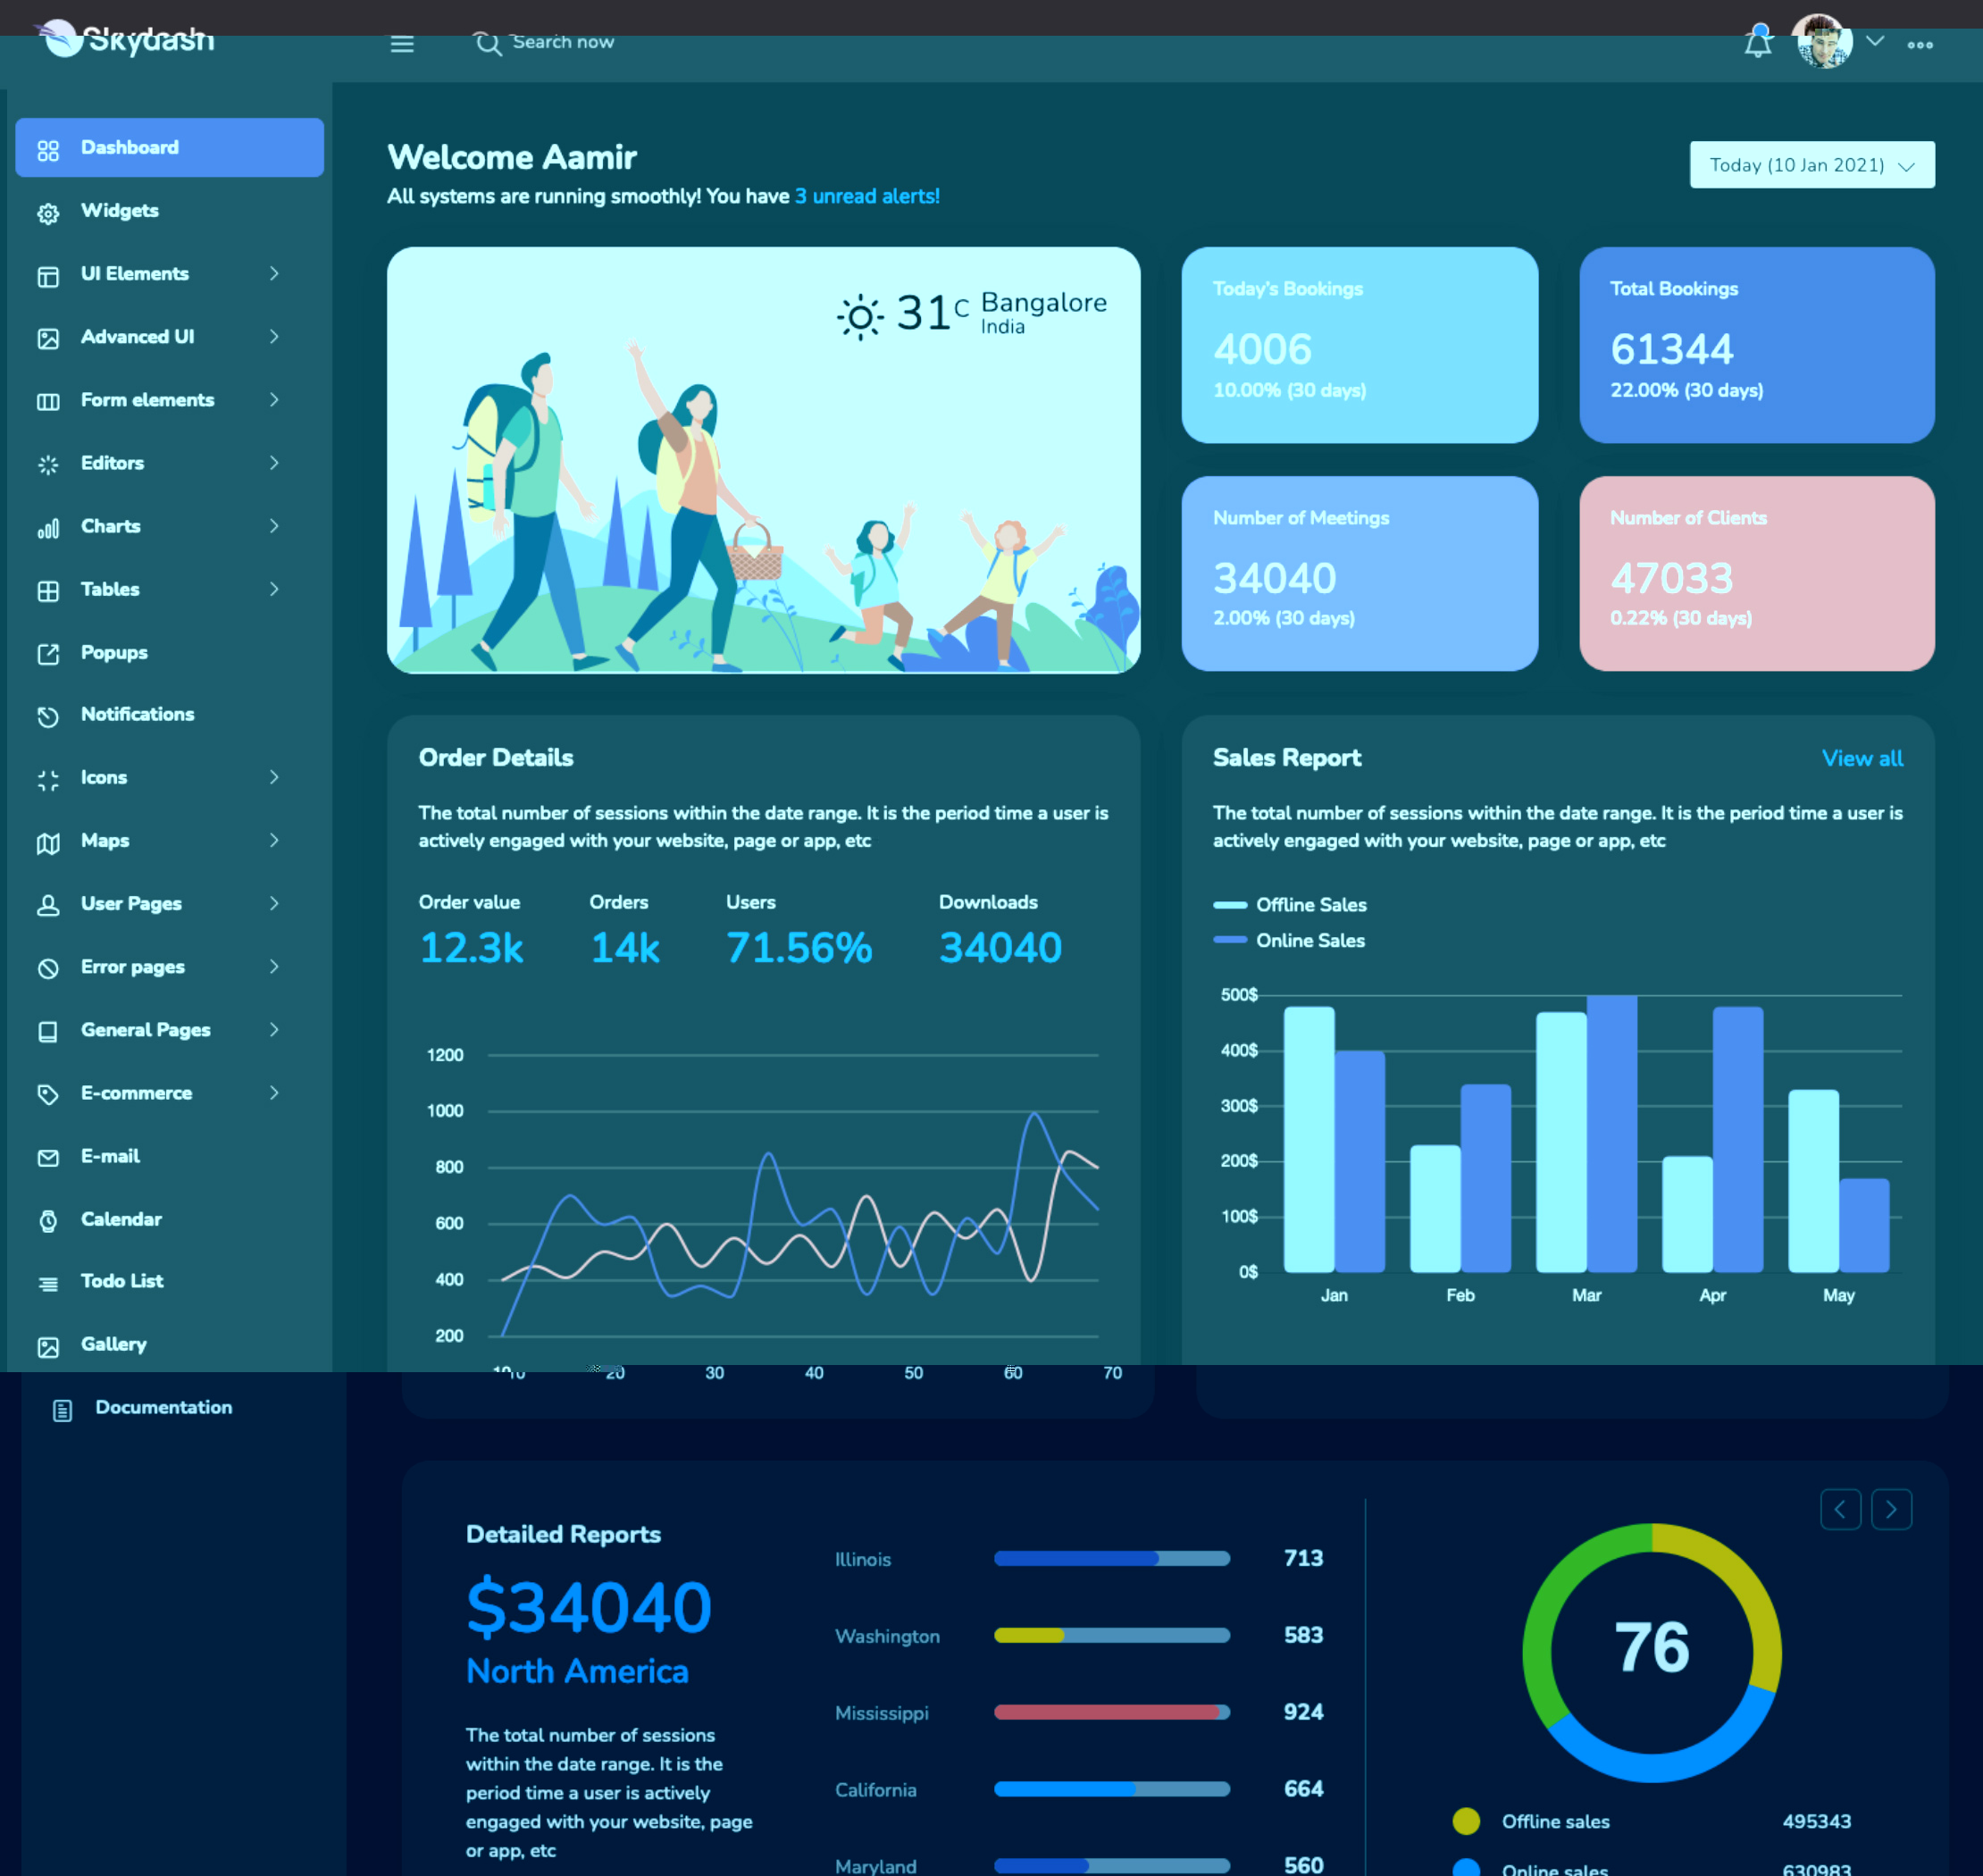 Skydash
Search now
Dashboard
Widgets
UI Elements
Advanced UI
Form elements
Editors
Charts
Tables
Popups
Notifications
Icons
Maps
User Pages
Error pages
General Pages
E-commerce
E-mail
Calendar
Todo List
Gallery
Documentation
Welcome Aamir
All systems are running smoothly! You have 3 unread alerts!
Today (10 Jan 2021)
31 C Bangalore
India
Today's Bookings
4006
10.00% (30 days)
Total Bookings
61344
22.00% (30 days)
Number of Meetings
34040
2.00% (30 days)
Number of Clients
47033
0.22% (30 days)
Order Details
The total number of sessions within the date range. It is the period time a user is
actively engaged with your website, page or app, etc
Order value Orders Users Downloads
12.3k 14k 71.56% 34040
1200
1000
800
600
400
200
10 20 30 40 50 60 70
Sales Report View all
The total number of sessions within the date range. It is the period time a user is
actively engaged with your website, page or app, etc
Offline Sales
Online Sales
500$
400$
300$
200$
100$
0$
Jan Feb Mar Apr May
Detailed Reports
$34040
North America
The total number of sessions
within the date range. It is the
period time a user is actively
engaged with your website, page
or app, etc
Illinois 713
Washington 583
Mississippi 924
California 664
Maryland 560
76
Offline sales 495343
Online sales 630983